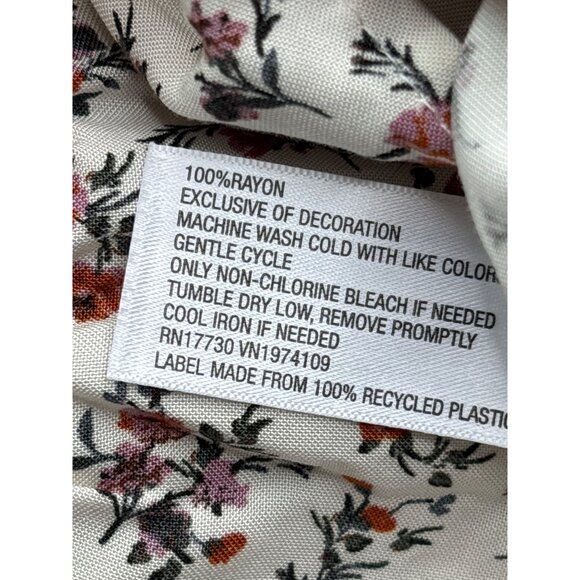 100%RAYON
EXCLUSIVE OF DECORATION
MACHINE WASH COLD WITH LIKE COLOR
GENTLE CYCLE
ONLY NON-CHLORINE BLEACH IF NEEDED
TUMBLE DRY LOW, REMOVE PROMPTLY
COOL IRON IF NEEDED
RN17730 VN1974109
LABEL MADE FROM 100% RECYCLED PLASTIC